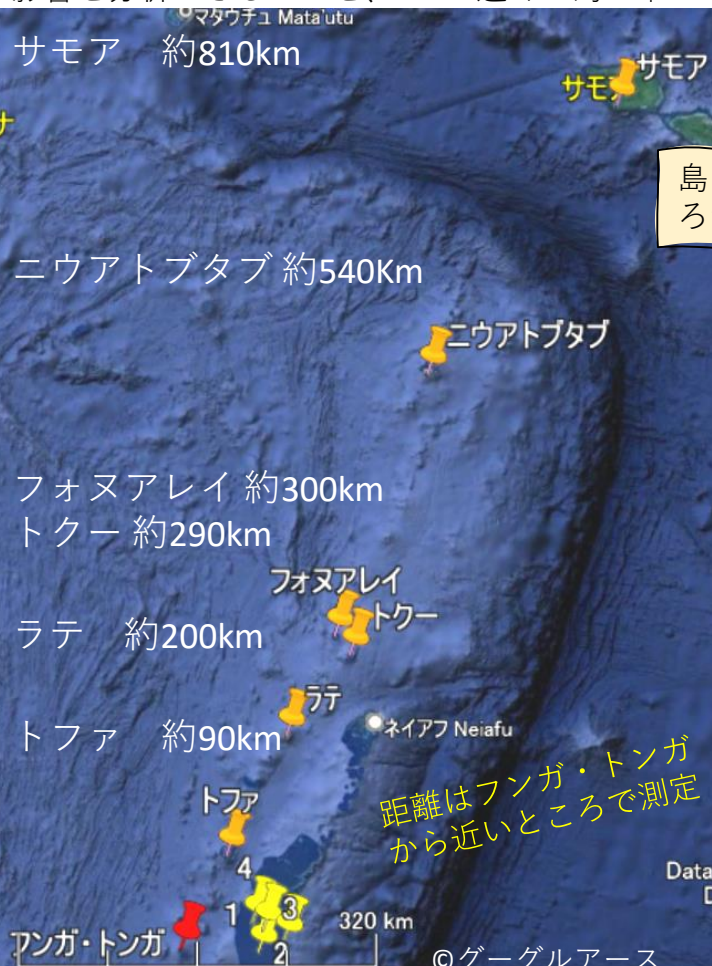 マタウチュ Mata'utu
サモア 約810km
サモア
サモ
ナ
島
ろ
ニウアトブタブ 約540Km
ニウアトブタブ
フォヌアレイ 約300km
トクー 約290km
フォヌアレイ
トクー
ラテ 約200km
ラテ
ネイアフ Neiafu
トファ 約90km
トファ
距離はフンガ・トンガ
から近いところで測定
4
1
3
2
フンガ・トンガ
320 km
Data
©グーグルアース